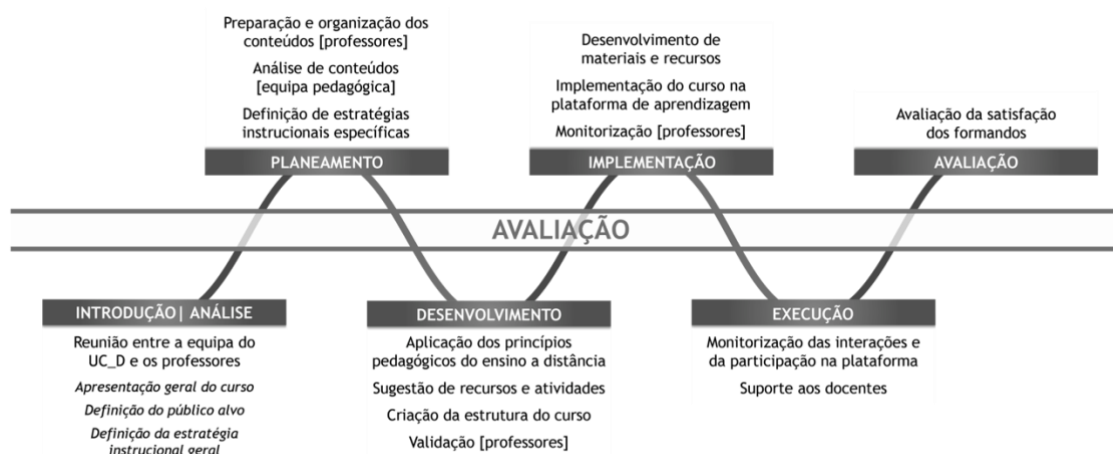 Preparação e organização dos
conteúdos [professores]
Análise de conteúdos
[equipa pedagógica]
Definição de estratégias
instrucionais específicas
PLANEAMENTO
Desenvolvimento de
materiais e recursos
Implementação do curso na
plataforma de aprendizagem
Monitorização [professores]
IMPLEMENTAÇÃO
Avaliação da satisfação
dos formandos
AVALIAÇÃO
AVALIAÇÃO
INTRODUÇÃO| ANÁLISE
Reunião entre a equipa do
UC_D e os professores
Apresentação geral do curso
Definição do público alvo
Definição da estratégia
instrucional geral
DESENVOLVIMENTO
Aplicação dos princípios
pedagógicos do ensino a distância
Sugestão de recursos e atividades
Criação da estrutura do curso
Validação [professores]
EXECUÇÃO
Monitorização das interações e
da participação na plataforma
Suporte aos docentes